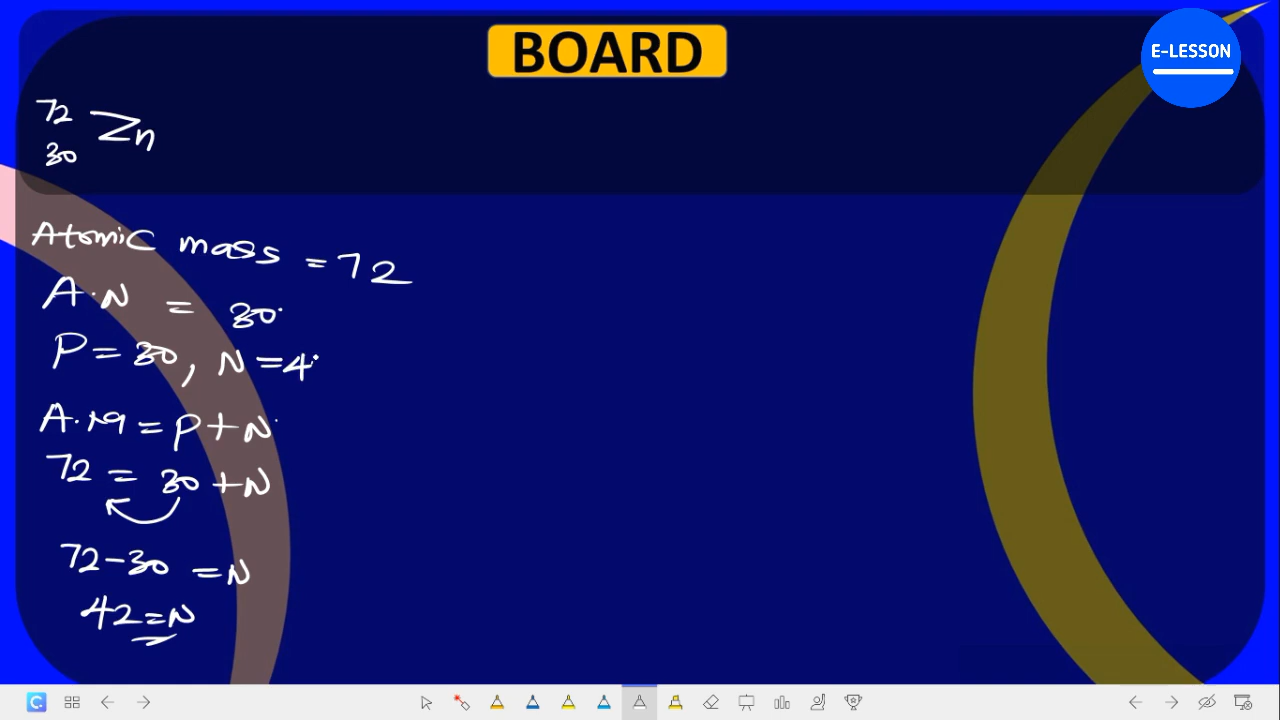 BOARD
E-LESSON
72
30 Zn
Atomic mass = 72
A.N = 30
P = 30, N = 4
A.M = P + N
72 = 30 + N
72 - 30 = N
42 = N